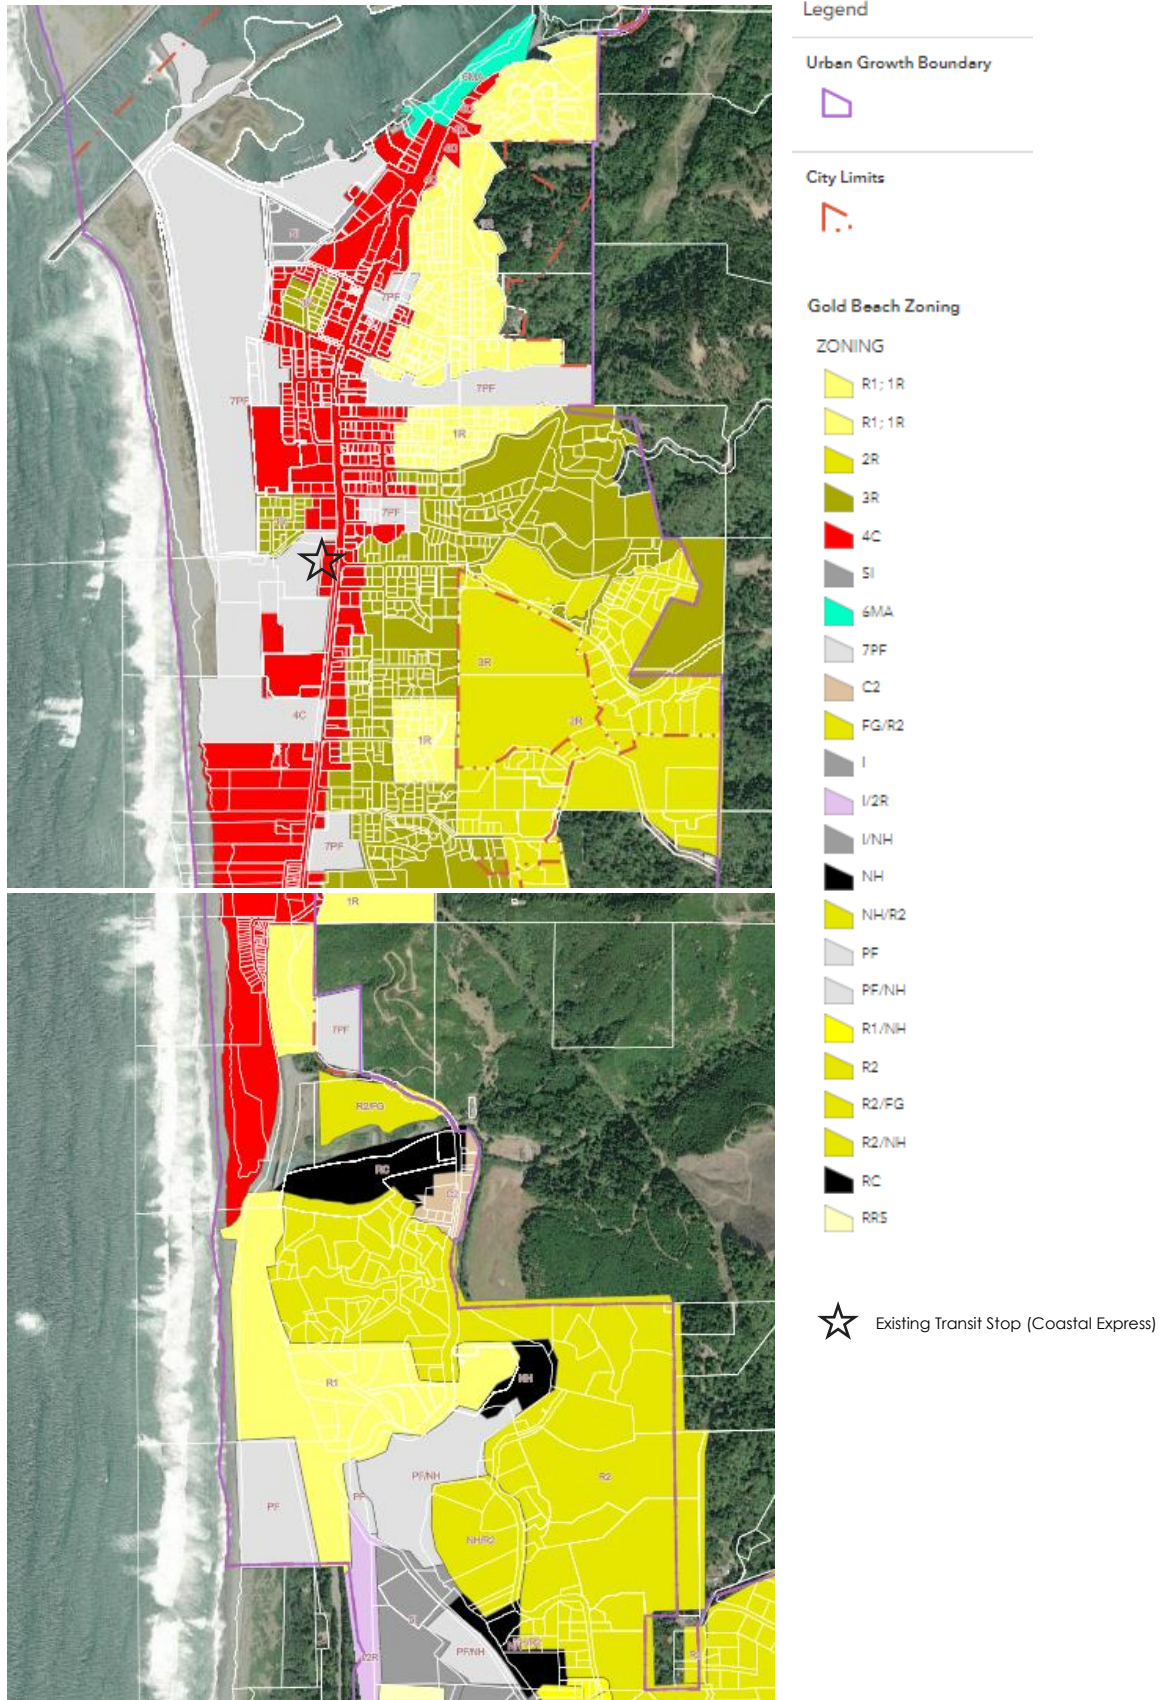 Legend
Urban Growth Boundary
City Limits
Gold Beach Zoning
ZONING
R1; 1R
R1; 1R
2R
3R
4C
5I
6MA
7PF
C2
FG/R2
I
I/2R
I/NH
NH
NH/R2
PF
PF/NH
R1/NH
R2
R2/FG
R2/NH
RC
RR5
Existing Transit Stop (Coastal Express)
6MA
7PF
7PF
7PF
1R
7PF
3R
2R
4C
1R
7PF
1R
7PF
R2/FG
RC
C2
R1
NH
PF/NH
R2
PF
PF
NH/R2
PF/NH